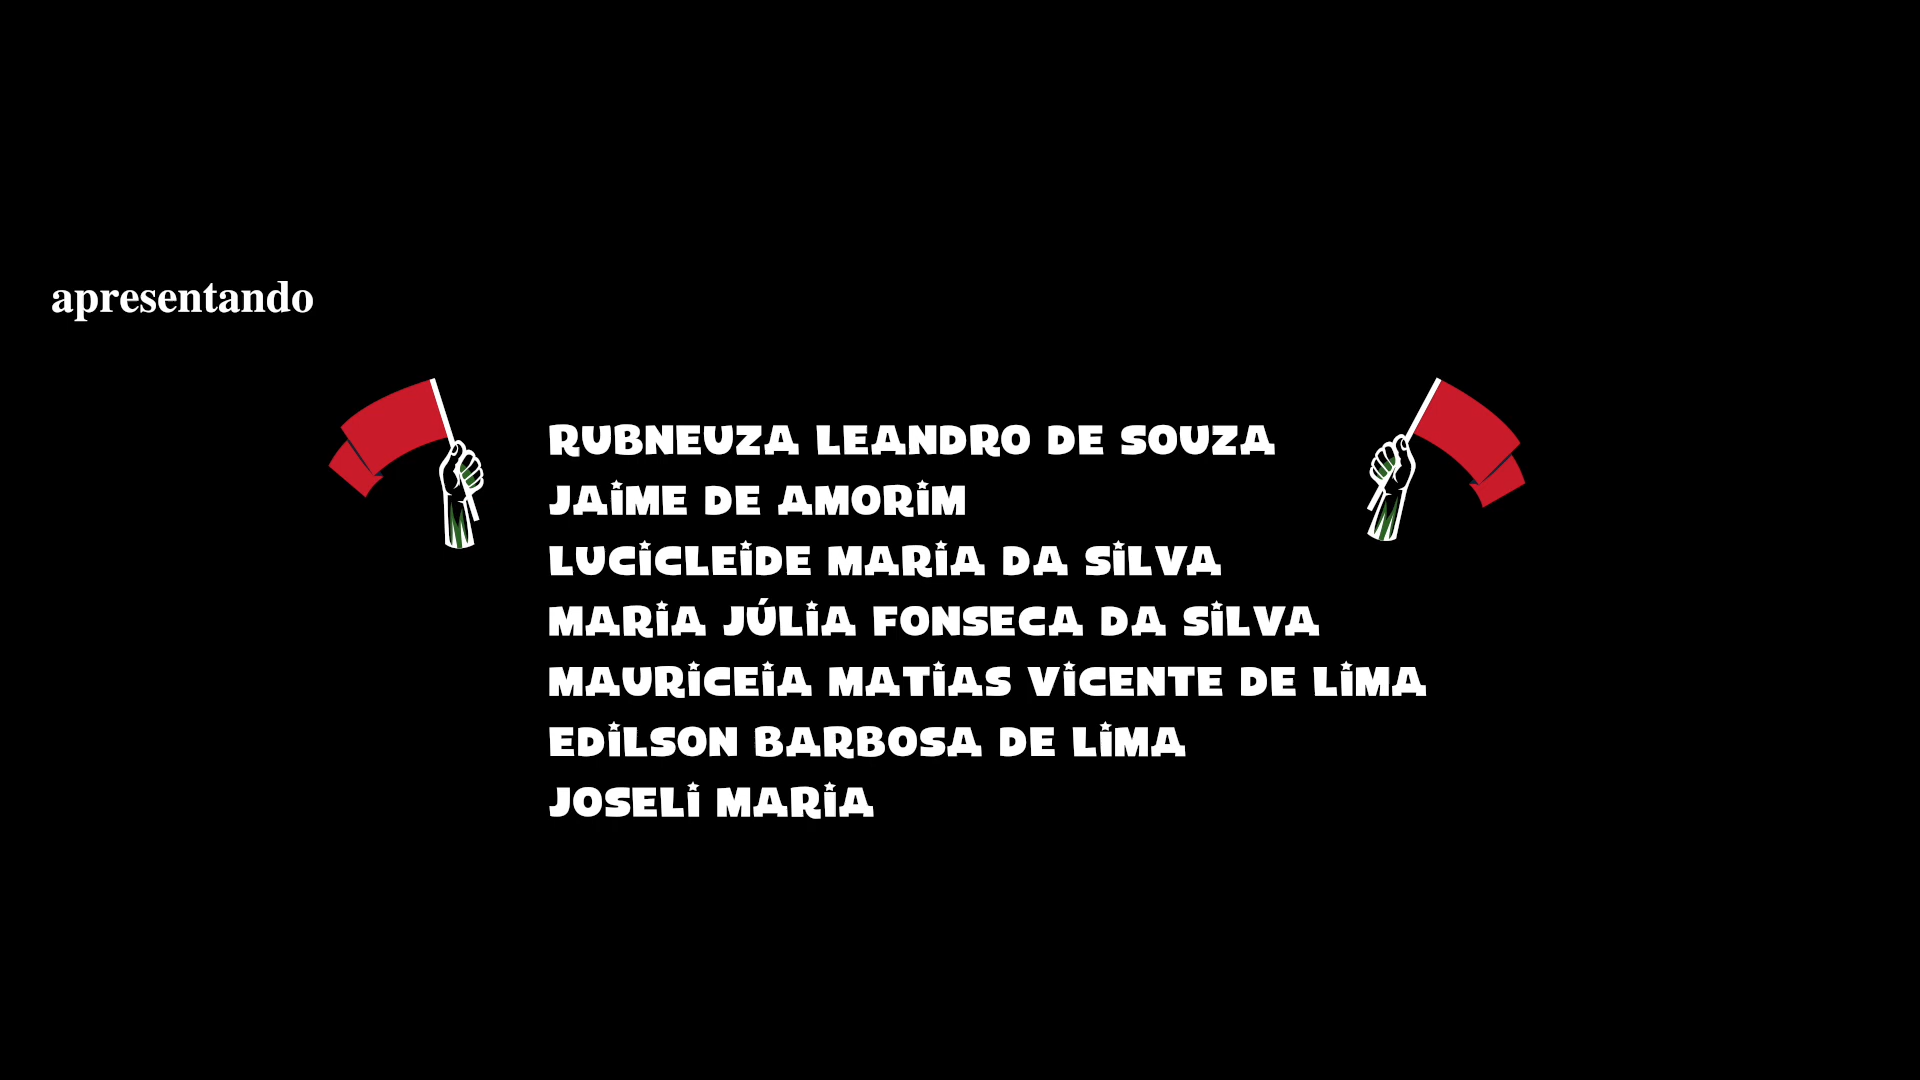 apresentando
RUBNEUZA LEANDRO DE SOUZA
JAiME DE AMORiM
LUCiCLEiDE MARiA DA SiLVA
MARiA JÚLiA FONSECA DA SiLVA
MAURiCEiA MATiAS ViCENTE DE LiMA
EDiLSON BARBOSA DE LiMA
JOSELi MARiA